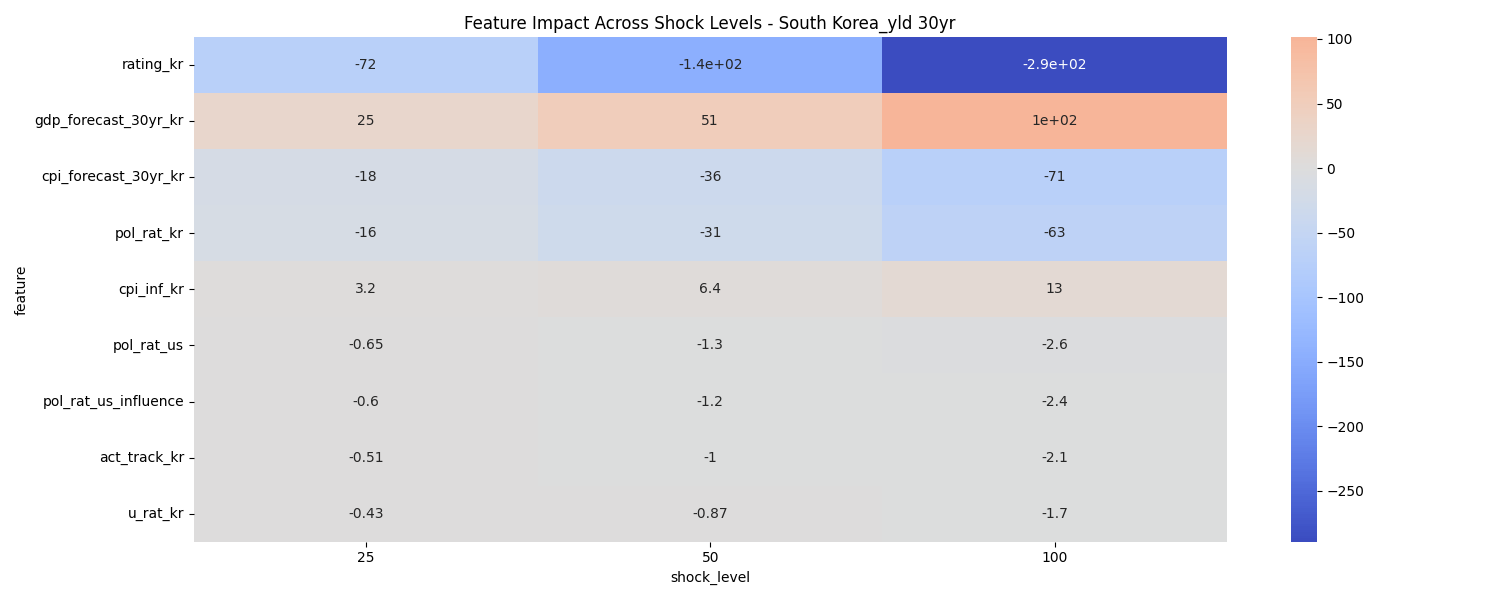 Feature Impact Across Shock Levels - South Korea_yld 30yr
feature
rating_kr -72 -1.4e+02 -2.9e+02
gdp_forecast_30yr_kr 25 51 1e+02
cpi_forecast_30yr_kr -18 -36 -71
pol_rat_kr -16 -31 -63
cpi_inf_kr 3.2 6.4 13
pol_rat_us -0.65 -1.3 -2.6
pol_rat_us_influence -0.6 -1.2 -2.4
act_track_kr -0.51 -1 -2.1
u_rat_kr -0.43 -0.87 -1.7
25 50 100
shock_level
100
50
0
−50
−100
−150
−200
−250